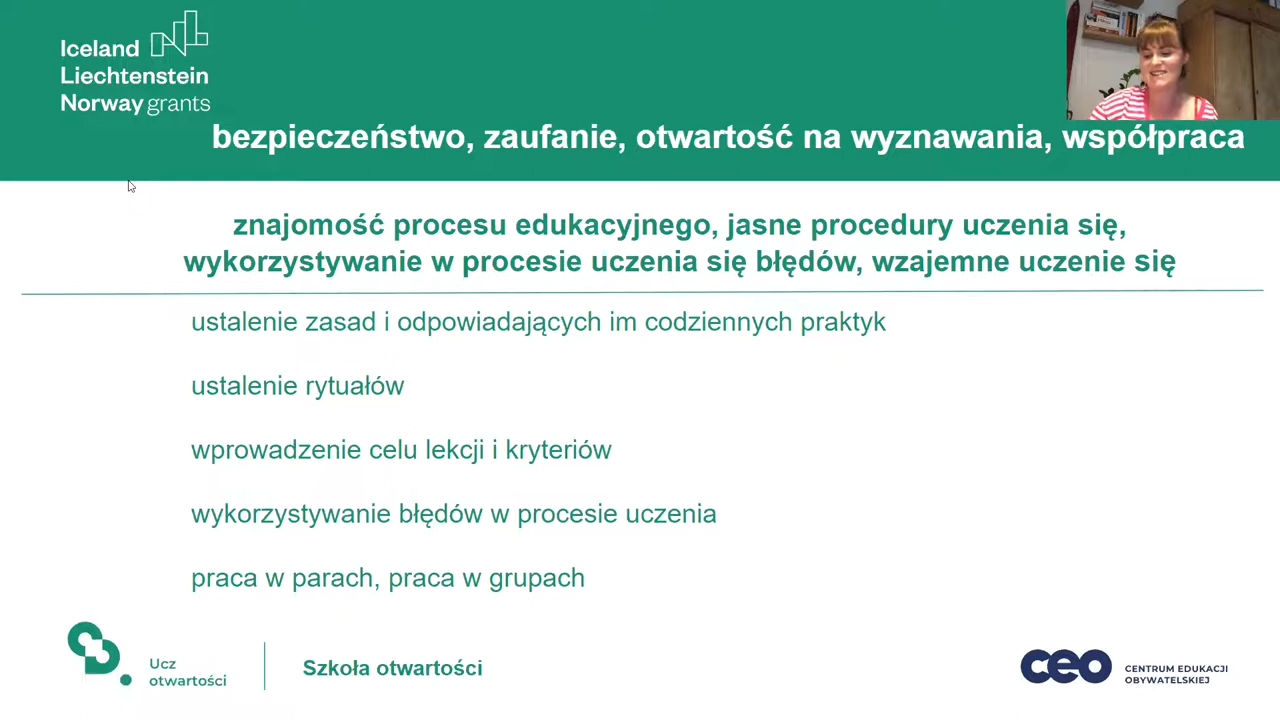 Iceland
Liechtenstein
Norway grants
bezpieczeństwo, zaufanie, otwartość na wyznawania, współpraca
znajomość procesu edukacyjnego, jasne procedury uczenia się,
wykorzystywanie w procesie uczenia się błędów, wzajemne uczenie się
ustalenie zasad i odpowiadających im codziennych praktyk
ustalenie rytuałów
wprowadzenie celu lekcji i kryteriów
wykorzystywanie błędów w procesie uczenia
praca w parach, praca w grupach
Ucz
otwartości
Szkoła otwartości
ceo
CENTRUM EDUKACJI
OBYWATELSKIEJ